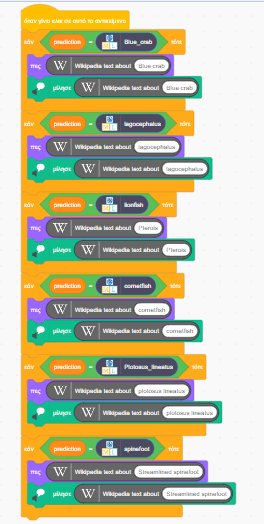 όταν γίνει κλικ σε αυτό το αντικείμενο
εάν prediction = Blue_crab τότε
πες W Wikipedia text about Blue crab
μίλησε W Wikipedia text about Blue crab
εάν prediction = lagocephalus τότε
πες W Wikipedia text about lagocephalus
μίλησε W Wikipedia text about lagocephalus
εάν prediction = lionfish τότε
πες W Wikipedia text about Pterois
μίλησε W Wikipedia text about Pterois
εάν prediction = cornetfish τότε
πες W Wikipedia text about cornetfish
μίλησε W Wikipedia text about cornetfish
εάν prediction = Plotosus_lineatus τότε
πες W Wikipedia text about plotosus lineatus
μίλησε W Wikipedia text about plotosus lineatus
εάν prediction = spinefoot τότε
πες W Wikipedia text about Streamlined spinefoot
μίλησε W Wikipedia text about Streamlined spinefoot